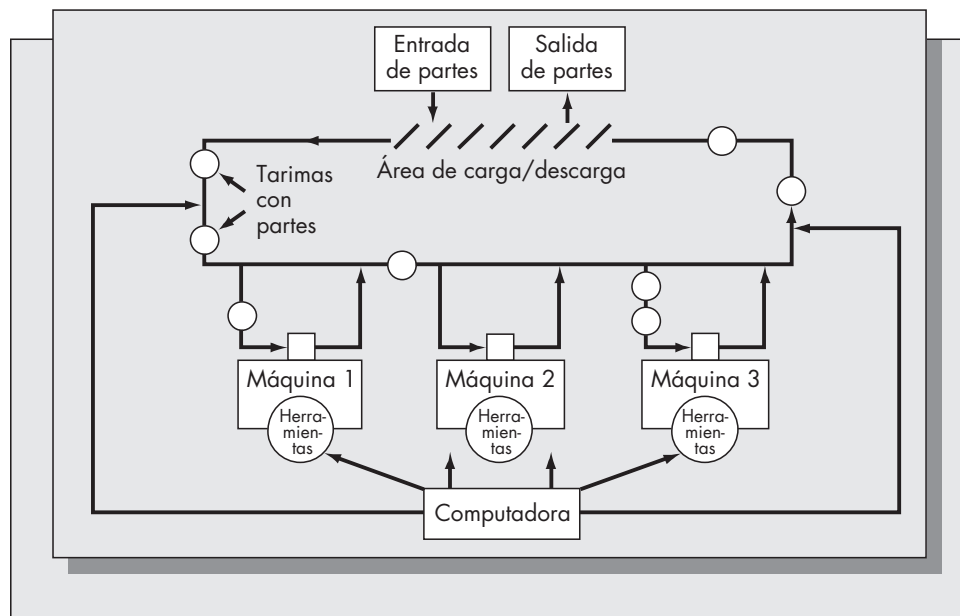 Entrada
de partes
Salida
de partes
Área de carga/descarga
Tarimas
con
partes
Máquina 1
Herra-
mien-
tas
Máquina 2
Herra-
mien-
tas
Máquina 3
Herra-
mien-
tas
Computadora